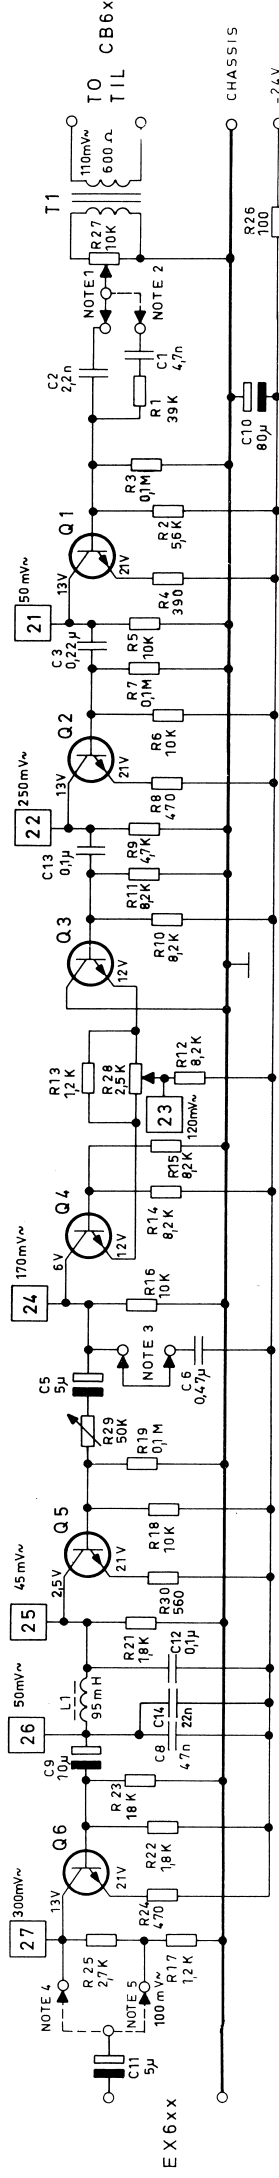 TO CB6xx
TIL
110mV~
600Ω
T1
R27
10K
NOTE 1
NOTE 2
CHASSIS
-24V
R26
100
C2
2,2n
C1
4,7n
R1
39K
C10
80µ
R3
0,1M
R2
5,6K
Q1
13V
21V
R4
390
50mV~
21
C3
0,22µ
R5
10K
R7
0,1M
R6
10K
Q2
13V
21V
R8
470
250mV~
22
C13
0,1µ
R9
4,7K
R11
8,2K
R10
8,2K
Q3
12V
R13
1,2K
R28
2,5K
R12
8,2K
23
120mV~
R15
8,2K
R14
8,2K
Q4
6V
12V
170mV~
24
R16
10K
C5
5µ
NOTE 3
C6
0,47µ
R29
50K
R19
0,1M
R18
10K
Q5
2,5V
21V
R30
560
45mV~
25
R21
1,8K
C12
0,1µ
L1
95mH
50mV~
26
C14
22n
C8
47n
C9
10µ
R23
18K
R22
1,8K
Q6
13V
21V
R24
470
300mV~
27
R25
2,7K
R17
1,2K
NOTE 4
NOTE 5
100mV~
C11
5µ
EX6xx